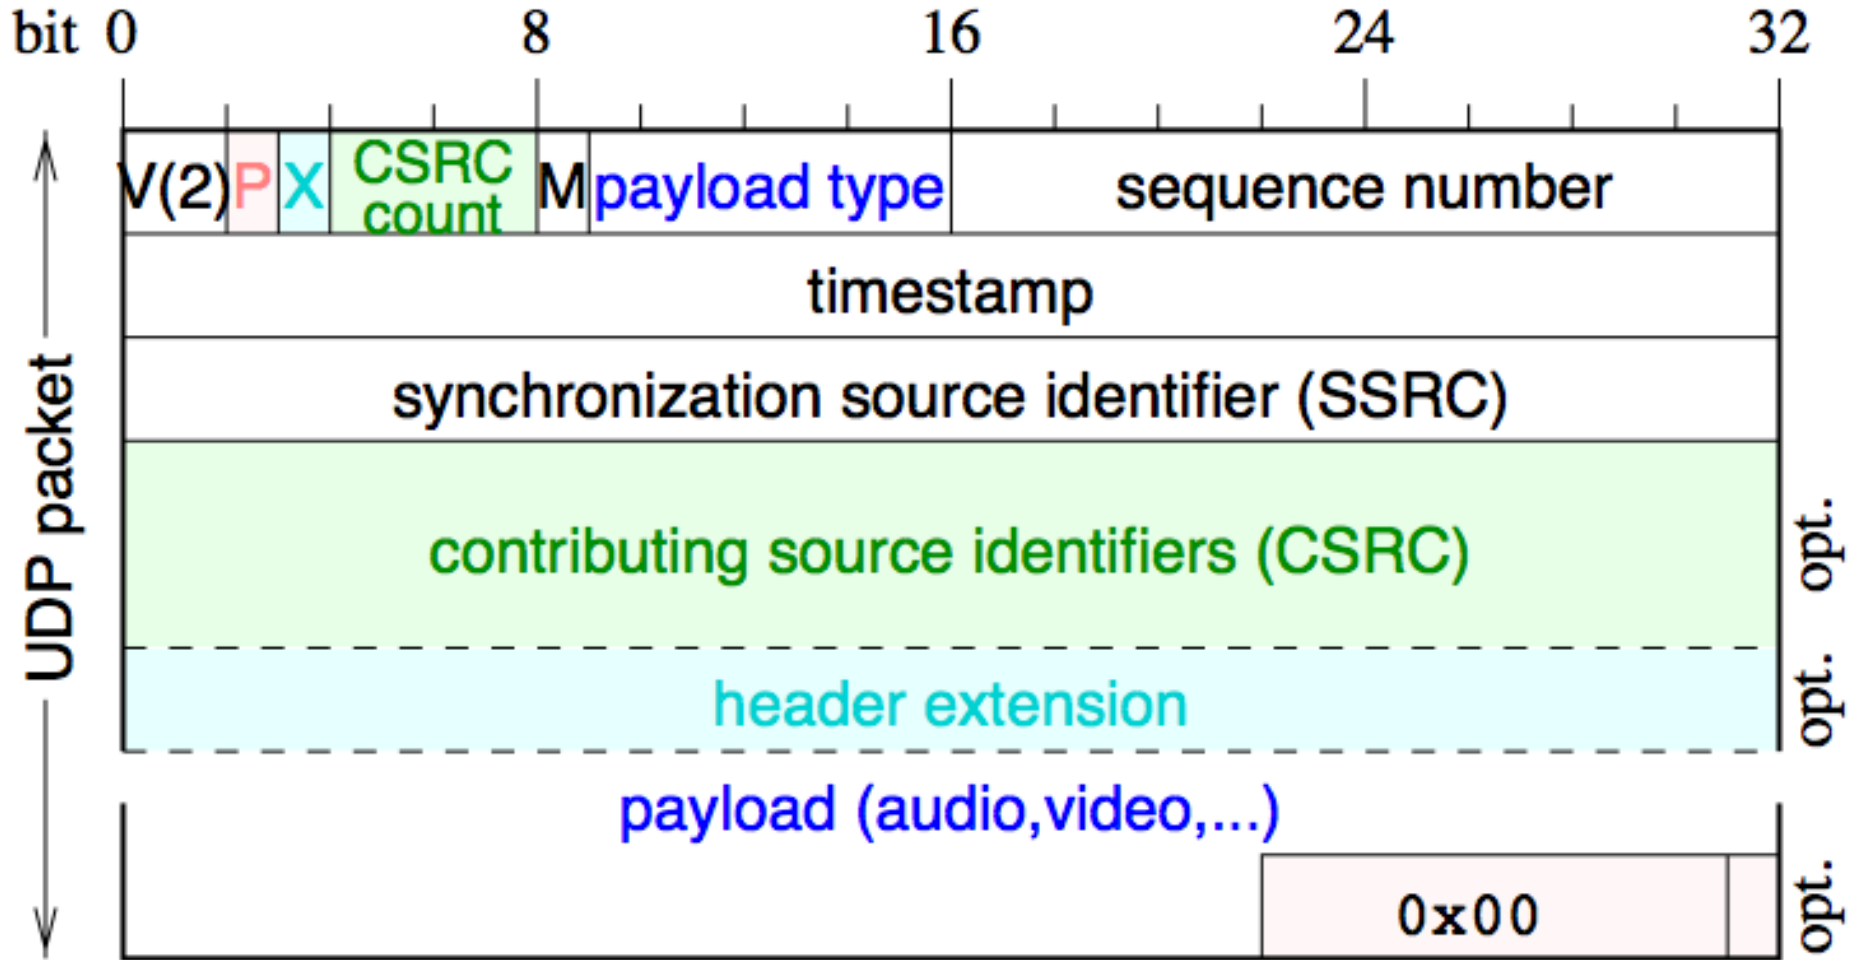 bit 0 8 16 24 32
V(2) P X CSRC count M payload type sequence number
timestamp
synchronization source identifier (SSRC)
contributing source identifiers (CSRC) opt.
header extension opt.
payload (audio,video,...)
0x00 opt.
UDP packet